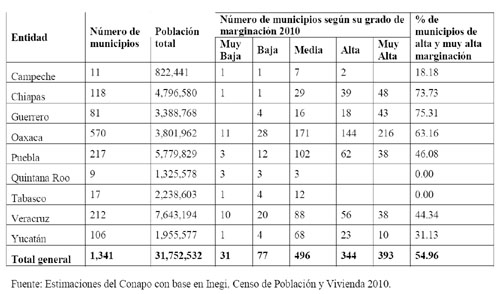 Entidad Número de municipios Población total Número de municipios según su grado de marginación 2010 % de municipios de alta y muy alta marginación
Muy Baja Baja Media Alta Muy Alta
Campeche 11 822,441 1 1 7 2 18.18
Chiapas 118 4,796,580 1 1 29 39 48 73.73
Guerrero 81 3,388,768 4 16 18 43 75.31
Oaxaca 570 3,801,962 11 28 171 144 216 63.16
Puebla 217 5,779,829 3 12 102 62 38 46.08
Quintana Roo 9 1,325,578 3 3 3 0.00
Tabasco 17 2,238,603 1 4 12 0.00
Veracruz 212 7,643,194 10 20 88 56 38 44.34
Yucatán 106 1,955,577 1 4 68 23 10 31.13
Total general 1,341 31,752,532 31 77 496 344 393 54.96
Fuente: Estimaciones del Conapo con base en Inegi. Censo de Población y Vivienda 2010.